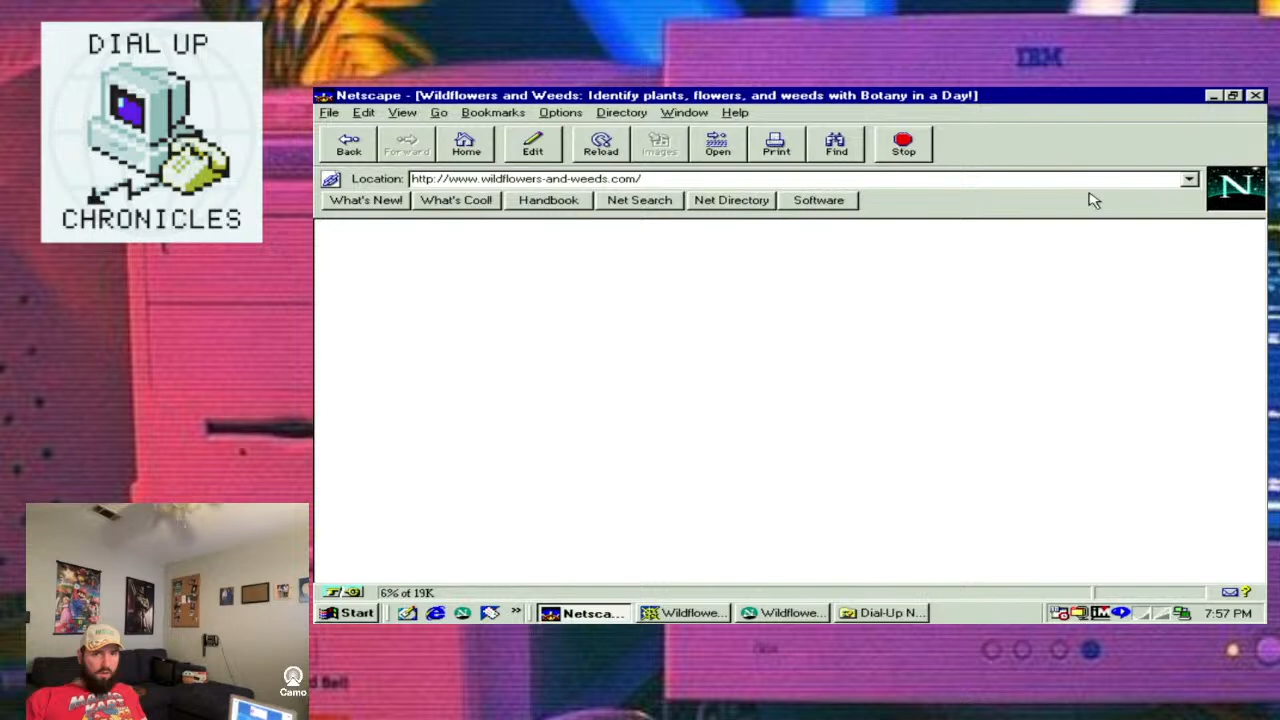 DIAL UP
CHRONICLES
IBM
Netscape - [Wildflowers and Weeds: Identify plants, flowers, and weeds with Botany in a Day!]
File Edit View Go Bookmarks Options Directory Window Help
Back Forward Home Edit Reload Images Open Print Find Stop
Location: http://www.wildflowers-and-weeds.com/
N
What's New! What's Cool! Handbook Net Search Net Directory Software
6% of 19K
Start Netsca... Wildflowe... Wildflowe... Dial-Up N... 7:57 PM
Camo